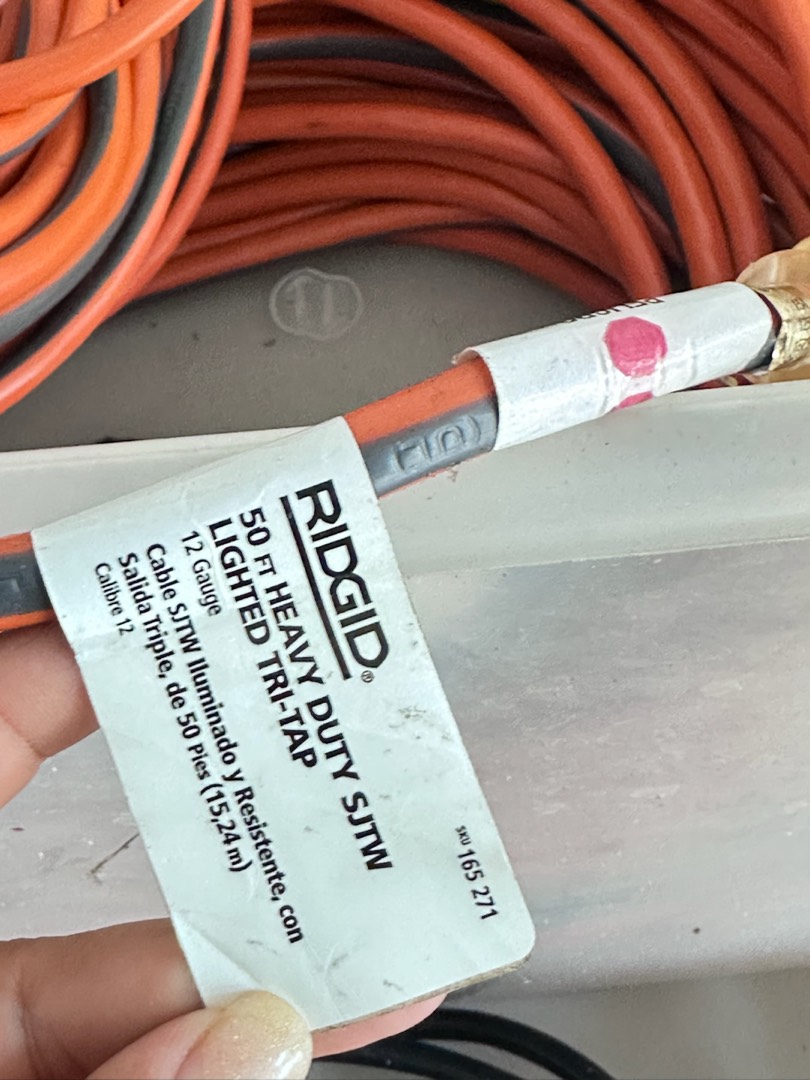 RIDGID®
50 FT HEAVY DUTY SJTW
LIGHTED TRI-TAP
12 Gauge
Cable SJTW Iluminado y Resistente, con
Salida Triple, de 50 Pies (15,24 m)
Calibre 12
SKU 165 271